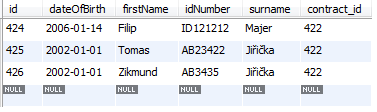 id dateOfBirth firstName idNumber surname contract_id
424 2006-01-14 Filip ID121212 Majer 422
425 2002-01-01 Tomas AB23422 Jiřička 422
426 2002-01-01 Zikmund AB3435 Jiřička 422
NULL NULL NULL NULL NULL NULL